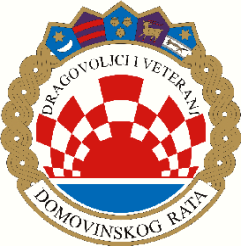 DRAGOVOLJCI I VETERANI
DOMOVINSKOG RATA